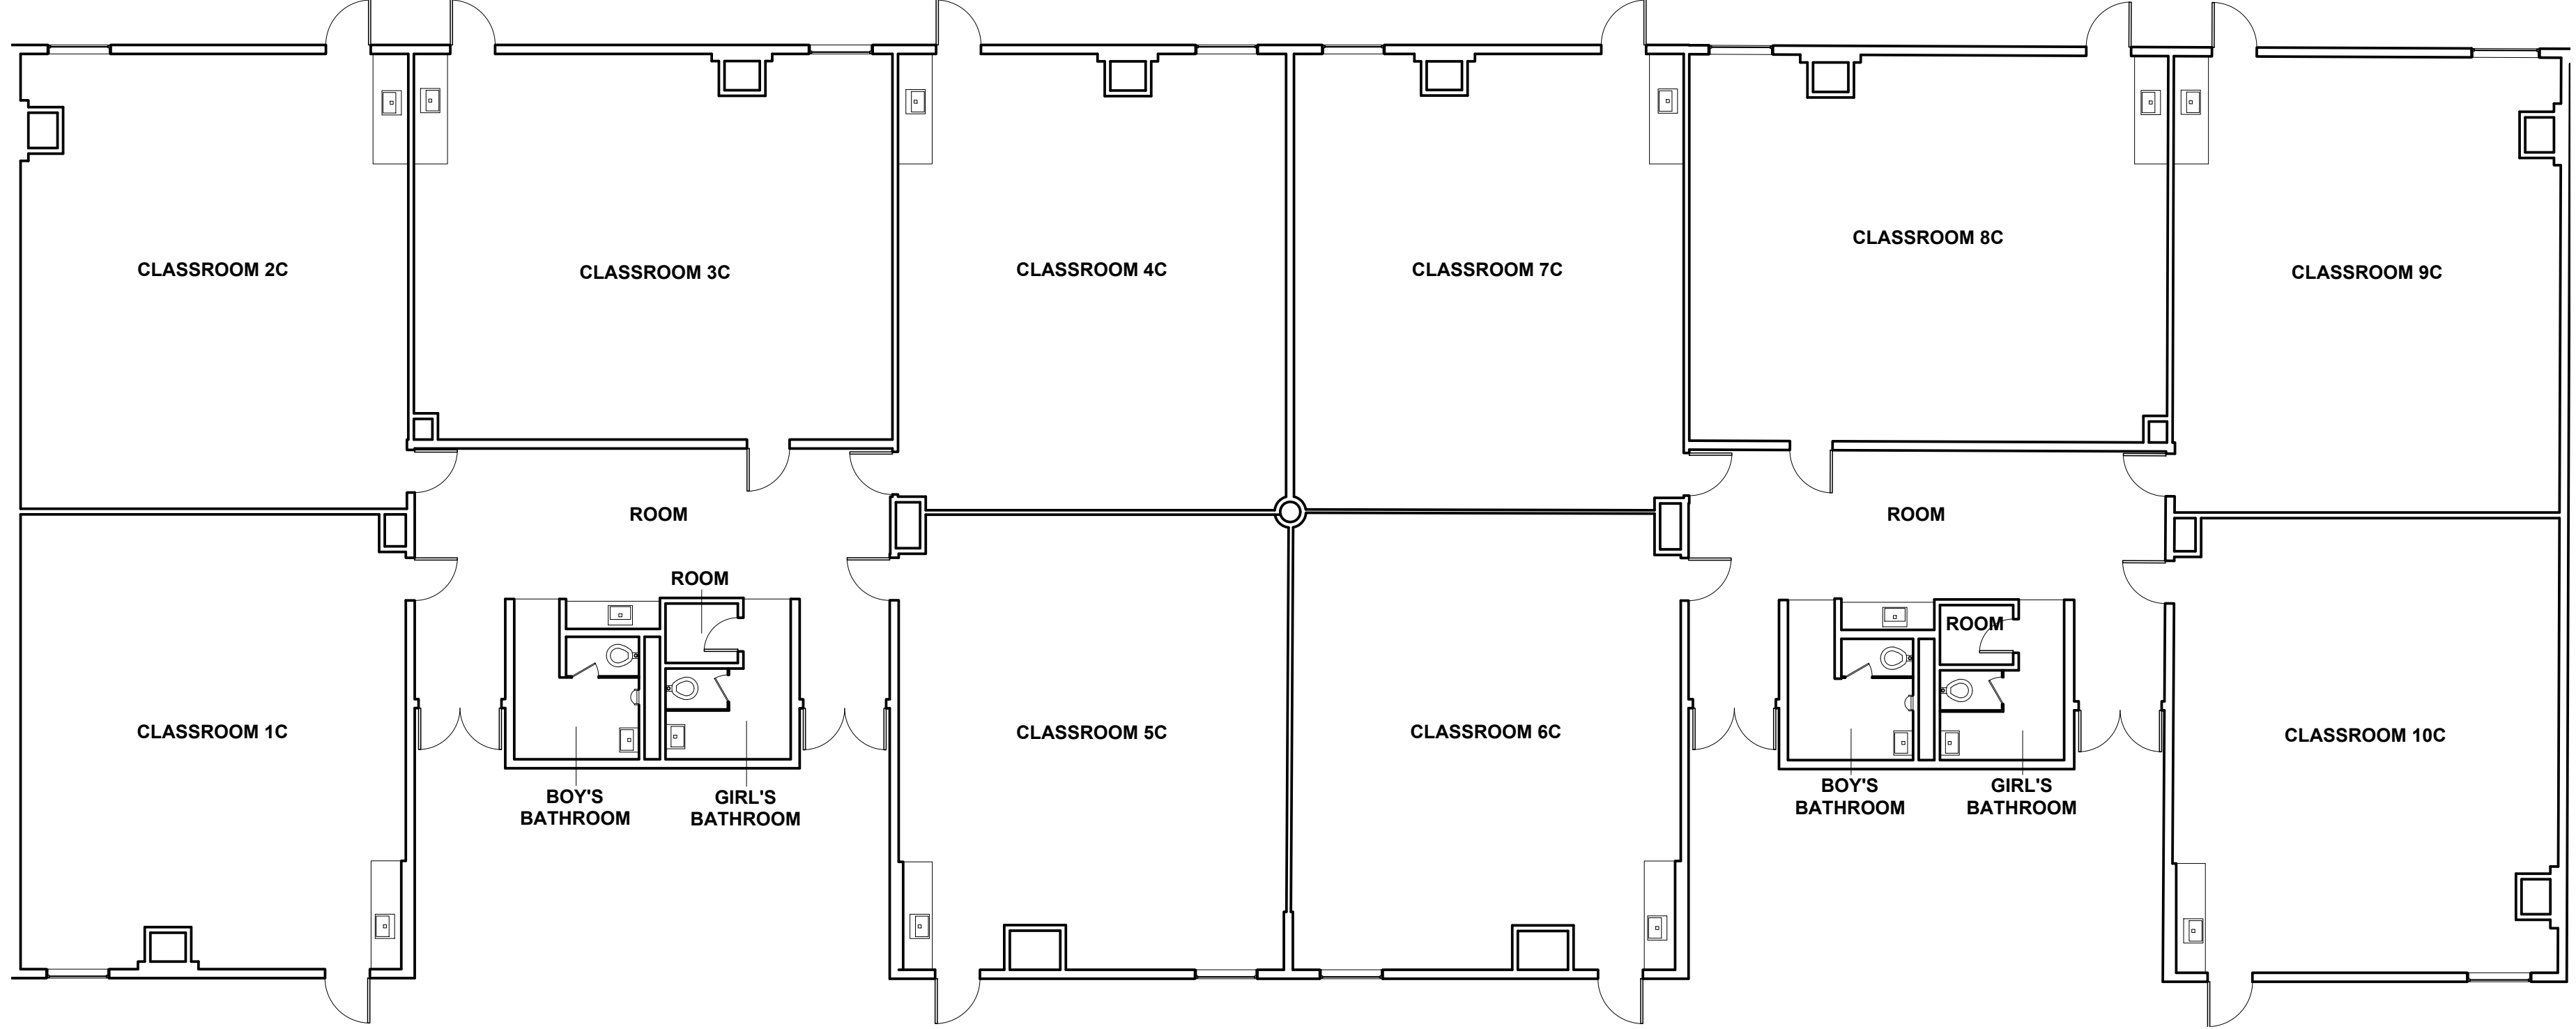 CLASSROOM 2C
CLASSROOM 3C
CLASSROOM 4C
CLASSROOM 7C
CLASSROOM 8C
CLASSROOM 9C
ROOM
ROOM
ROOM
ROOM
CLASSROOM 1C
CLASSROOM 5C
CLASSROOM 6C
CLASSROOM 10C
BOY'S
BATHROOM
GIRL'S
BATHROOM
BOY'S
BATHROOM
GIRL'S
BATHROOM